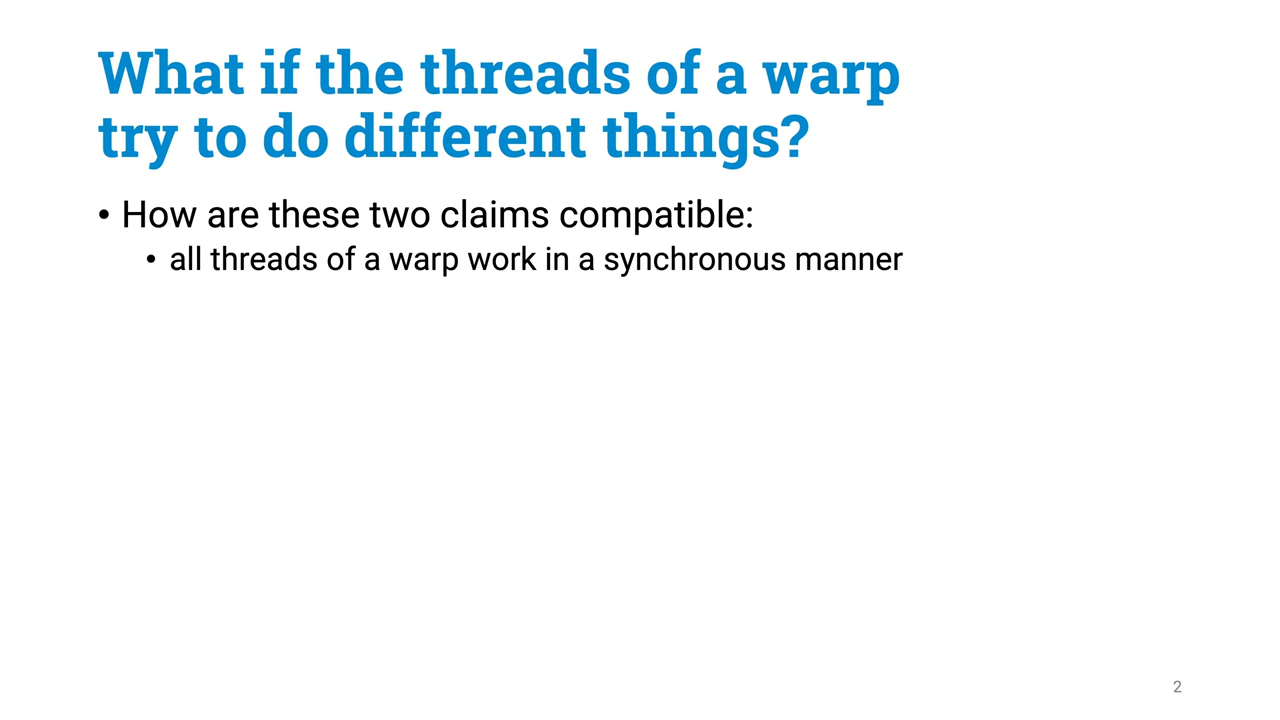 What if the threads of a warp
try to do different things?
• How are these two claims compatible:
• all threads of a warp work in a synchronous manner
2